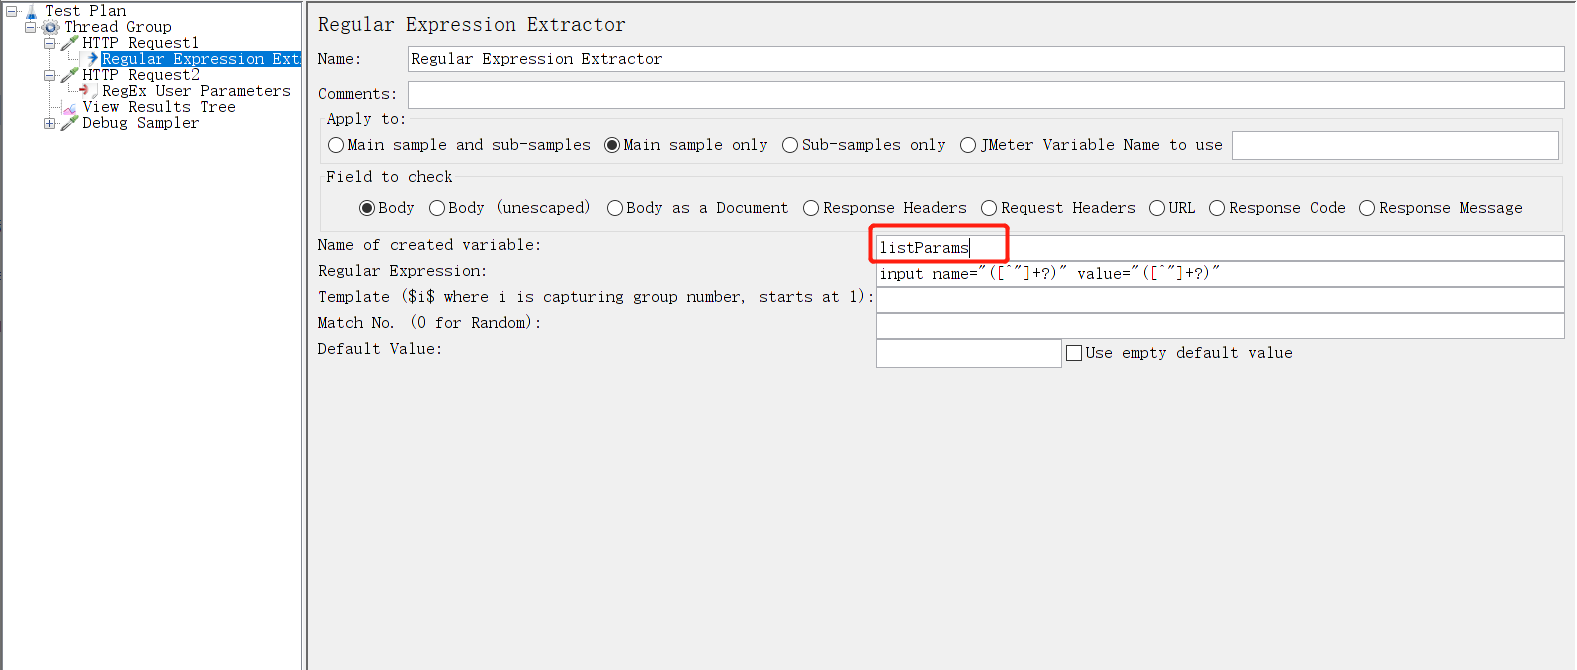 Test Plan
Thread Group
HTTP Request1
Regular Expression Ext
HTTP Request2
RegEx User Parameters
View Results Tree
Debug Sampler
Regular Expression Extractor
Name: Regular Expression Extractor
Comments:
Apply to:
Main sample and sub-samples Main sample only Sub-samples only JMeter Variable Name to use
Field to check
Body Body (unescaped) Body as a Document Response Headers Request Headers URL Response Code Response Message
Name of created variable: listParams
Regular Expression: input name="([^"]+?)" value="([^"]+?)"
Template ($i$ where i is capturing group number, starts at 1):
Match No. (0 for Random):
Default Value: Use empty default value